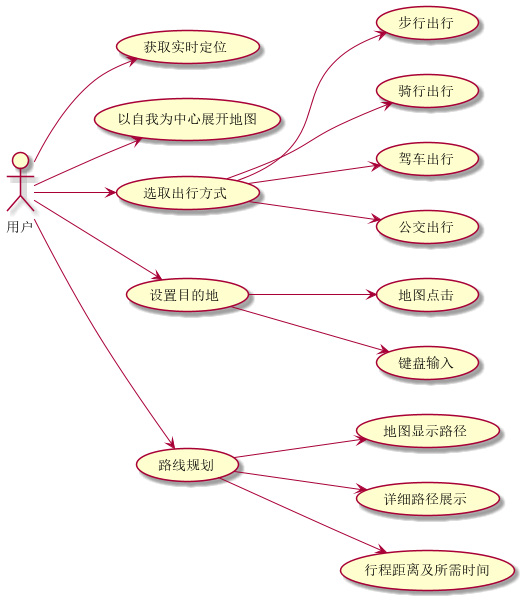 步行出行
获取实时定位
骑行出行
以自我为中心展开地图
驾车出行
选取出行方式
公交出行
用户
设置目的地
地图点击
键盘输入
地图显示路径
路线规划
详细路径展示
行程距离及所需时间